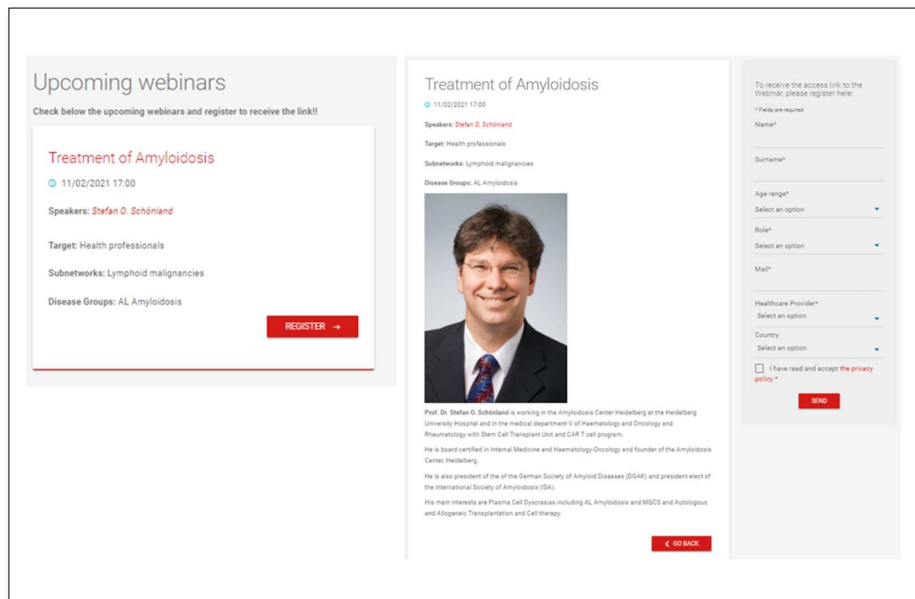 Upcoming webinars
Check below the upcoming webinars and register to receive the link!!
Treatment of Amyloidosis
11/02/2021 17:00
Speakers: Stefan O. Schönland
Target: Health professionals
Subnetworks: Lymphoid malignancies
Disease Groups: AL Amyloidosis
REGISTER →
Treatment of Amyloidosis
11/02/2021 17:00
Speakers: Stefan O. Schönland
Target: Health professionals
Subnetworks: Lymphoid malignancies
Disease Groups: AL Amyloidosis
Prof. Dr. Stefan O. Schönland is working in the Amyloidosis Center Heidelberg at the Heidelberg
University Hospital and in the medical department V of Haematology and Oncology and
Rheumatology with Stem Cell Transplant Unit and CAR T cell program.
He is board certified in Internal Medicine and Haematology-Oncology and founder of the Amyloidosis
Center, Heidelberg.
He is also president of the of the German Society of Amyloid Diseases (DGAK) and president elect of
the International Society of Amyloidosis (ISA).
His main interests are Plasma Cell Dyscrasias including AL Amyloidosis and MGCS and Autologous
and Allogeneic Transplantation and Cell therapy.
< GO BACK
To receive the access link to the
Webinar, please register here:
* Fields are required
Name*
Surname*
Age range*
Select an option
Role*
Select an option
Mail*
Healthcare Provider*
Select an option
Country
Select an option
I have read and accept the privacy
policy *
SEND